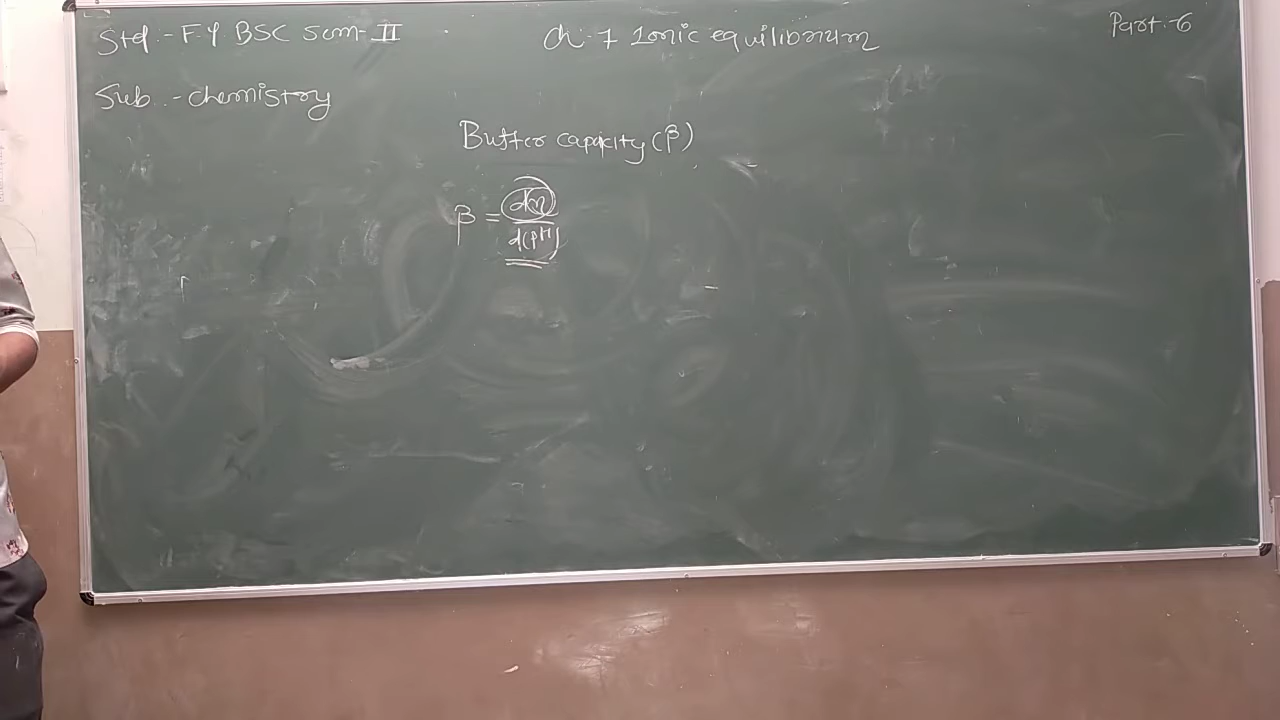 Std. - F.Y BSC Sem-II
Ch-7 Ionic equilibrium
Part-6
Sub. - chemistry
Buffer capacity (β)
β = dn / d(pH)